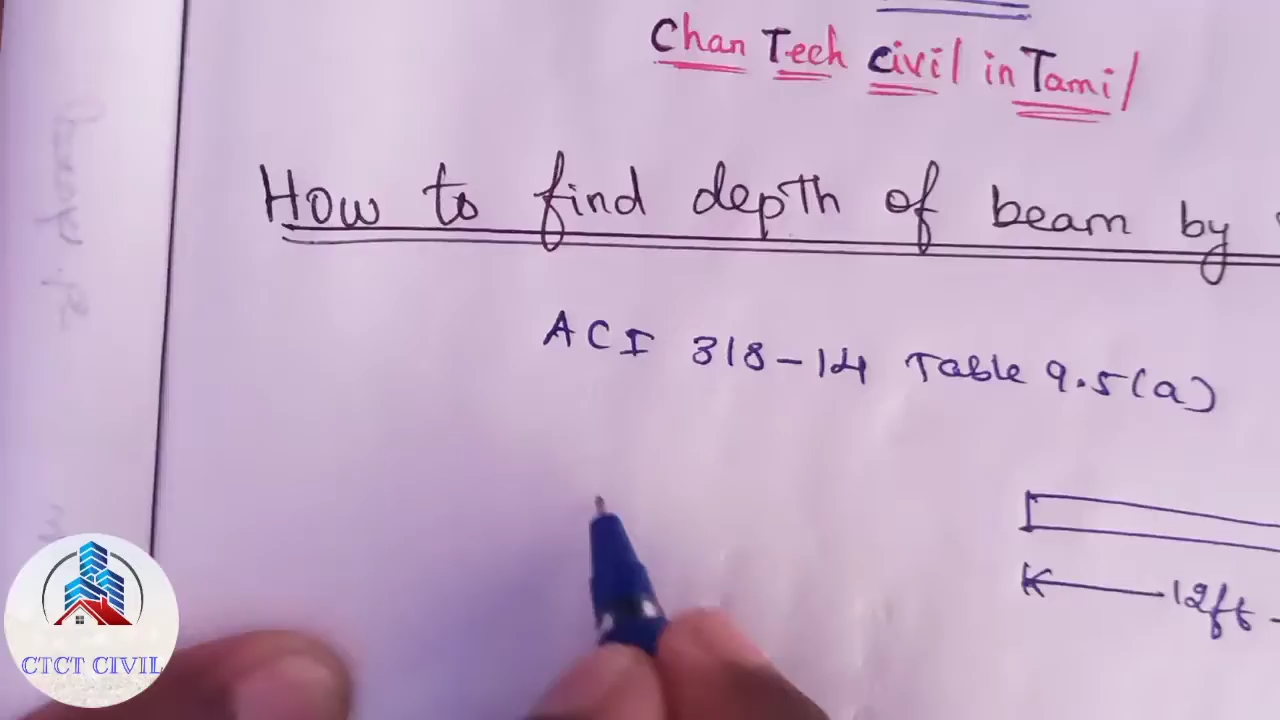 Chan Tech Civil in Tamil
How to find depth of beam by
ACI 318-14 Table 9.5(a)
12ft
CTCT CIVIL